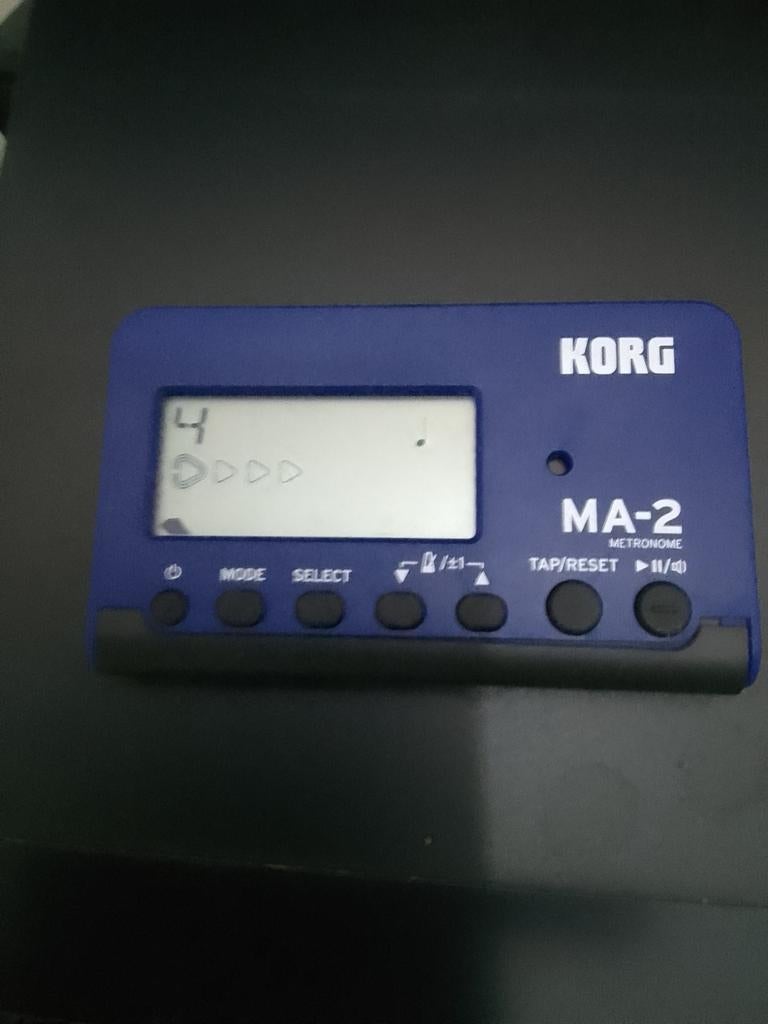 KORG
4
MA-2
METRONOME
MODE SELECT /±1 TAP/RESET /